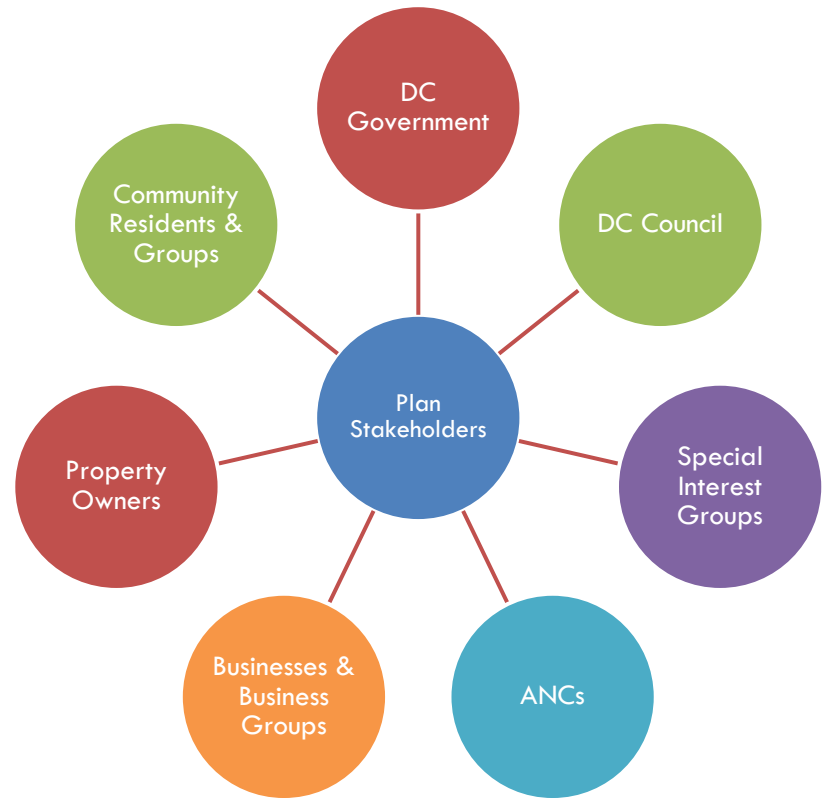 DC
Government
Community
Residents &
Groups
DC Council
Plan
Stakeholders
Property
Owners
Special
Interest
Groups
Businesses &
Business
Groups
ANCs